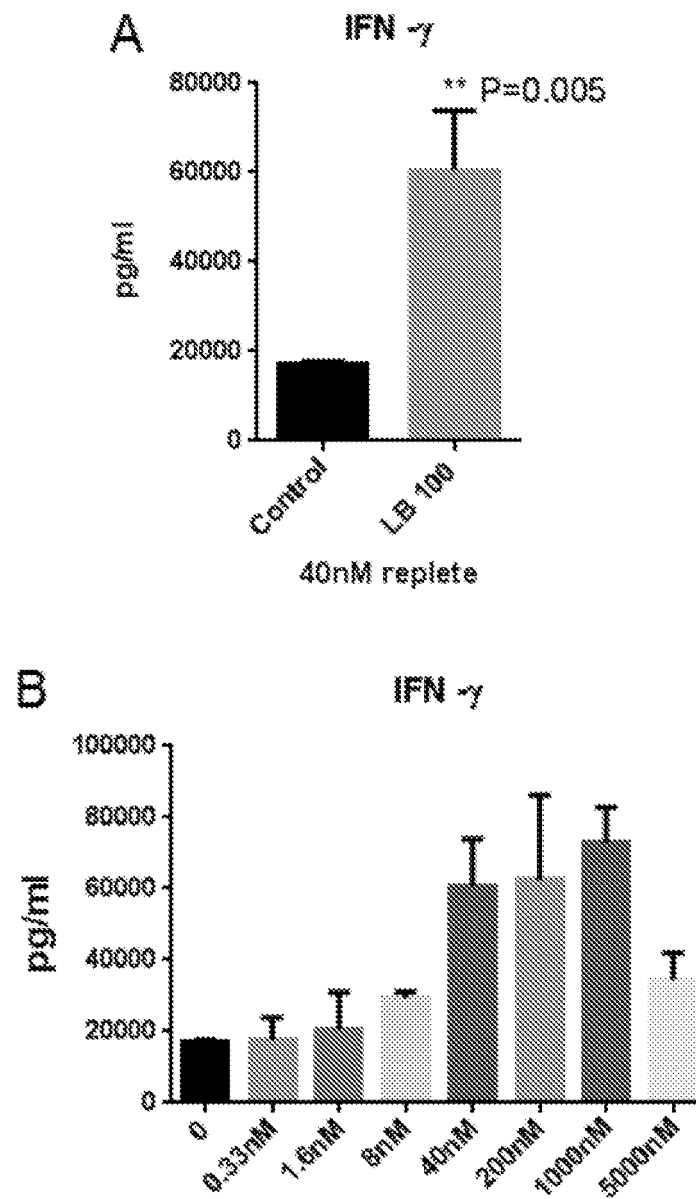 A
IFN -γ
** P=0.005
80000
60000
40000
20000
0
pg/ml
Control
LB 100
40nM replete
B
IFN -γ
100000
80000
60000
40000
20000
0
pg/ml
0
0.33nM
1.6nM
8nM
40nM
200nM
1000nM
5000nM